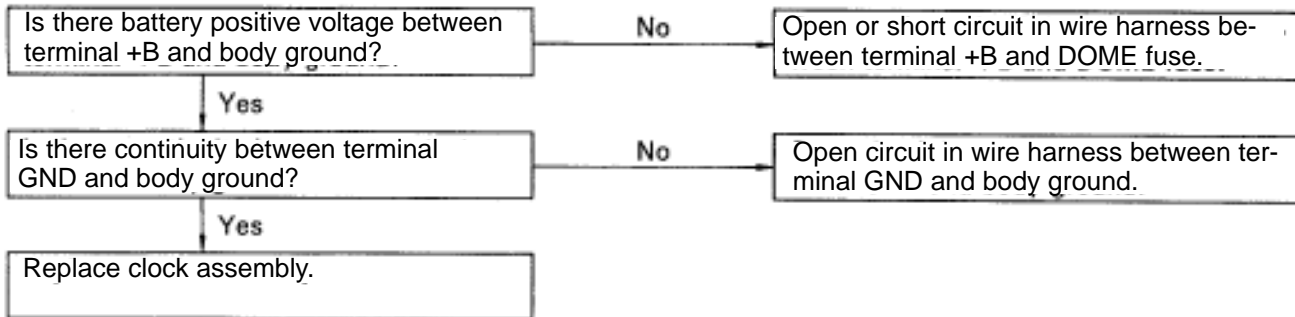 Is there battery positive voltage between
terminal +B and body ground?
No
Open or short circuit in wire harness be-
tween terminal +B and DOME fuse.
Yes
Is there continuity between terminal
GND and body ground?
No
Open circuit in wire harness between ter-
minal GND and body ground.
Yes
Replace clock assembly.